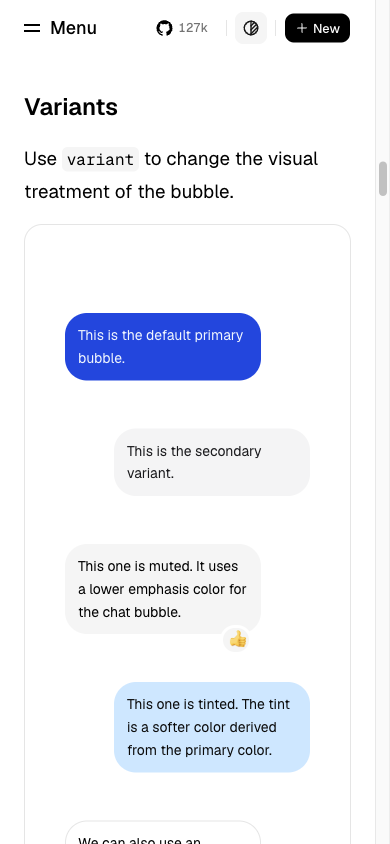 Menu
127k
+ New
Variants
Use variant to change the visual
treatment of the bubble.
This is the default primary
bubble.
This is the secondary
variant.
This one is muted. It uses
a lower emphasis color for
the chat bubble.
👍
This one is tinted. The tint
is a softer color derived
from the primary color.
We can also use an